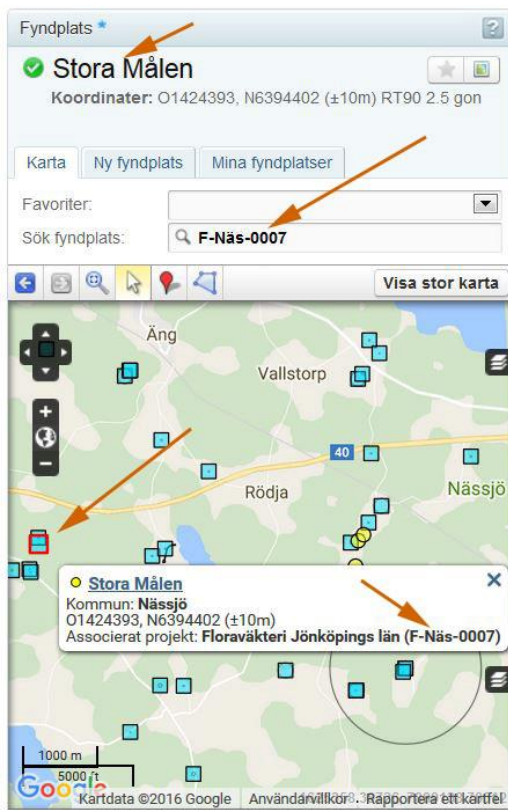 Fyndplats *
?
Stora Målen
Koordinater: O1424393, N6394402 (±10m) RT90 2.5 gon
Karta
Ny fyndplats
Mina fyndplatser
Favoriter:
Sök fyndplats:
F-Näs-0007
Visa stor karta
Äng
Vallstorp
40
Nässjö
Rödja
Stora Målen
Kommun: Nässjö
O1424393, N6394402 (±10m)
Associerat projekt: Floraväkteri Jönköpings län (F-Näs-0007)
1000 m
5000 ft
Google
Kartdata ©2016 Google
Användarvillkor
Rapportera ett kartfel